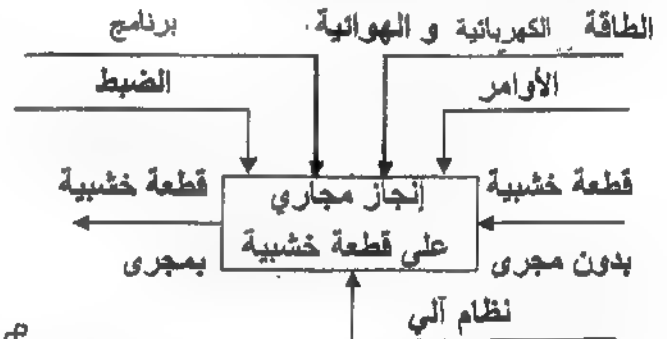 الطاقة الكهربائية و الهوائية
برنامج
الأوامر
الضبط
قطعة خشبية
بدون مجرى
إنجاز مجاري
على قطعة خشبية
قطعة خشبية
بمجرى
نظام آلي